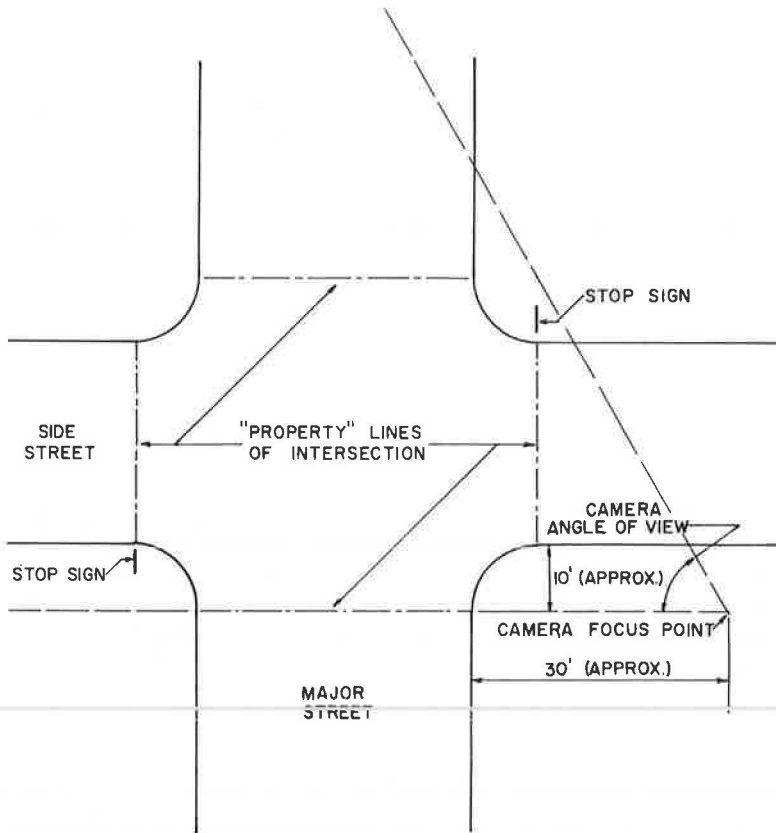 STOP SIGN
SIDE
STREET
"PROPERTY" LINES
OF INTERSECTION
CAMERA
ANGLE OF VIEW
STOP SIGN
10' (APPROX.)
CAMERA FOCUS POINT
30' (APPROX.)
MAJOR
STREET